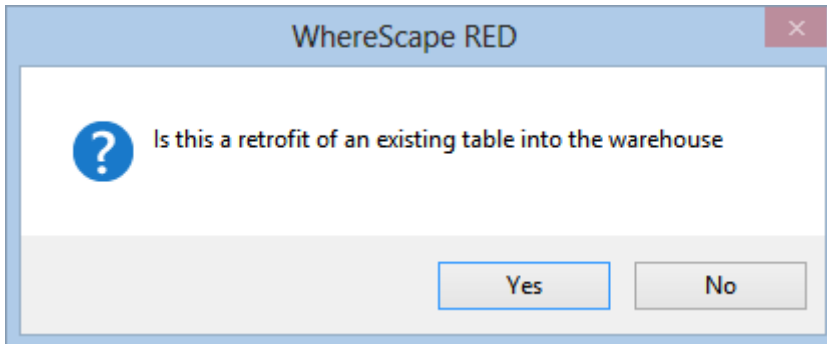 WhereScape RED
Is this a retrofit of an existing table into the warehouse
Yes No